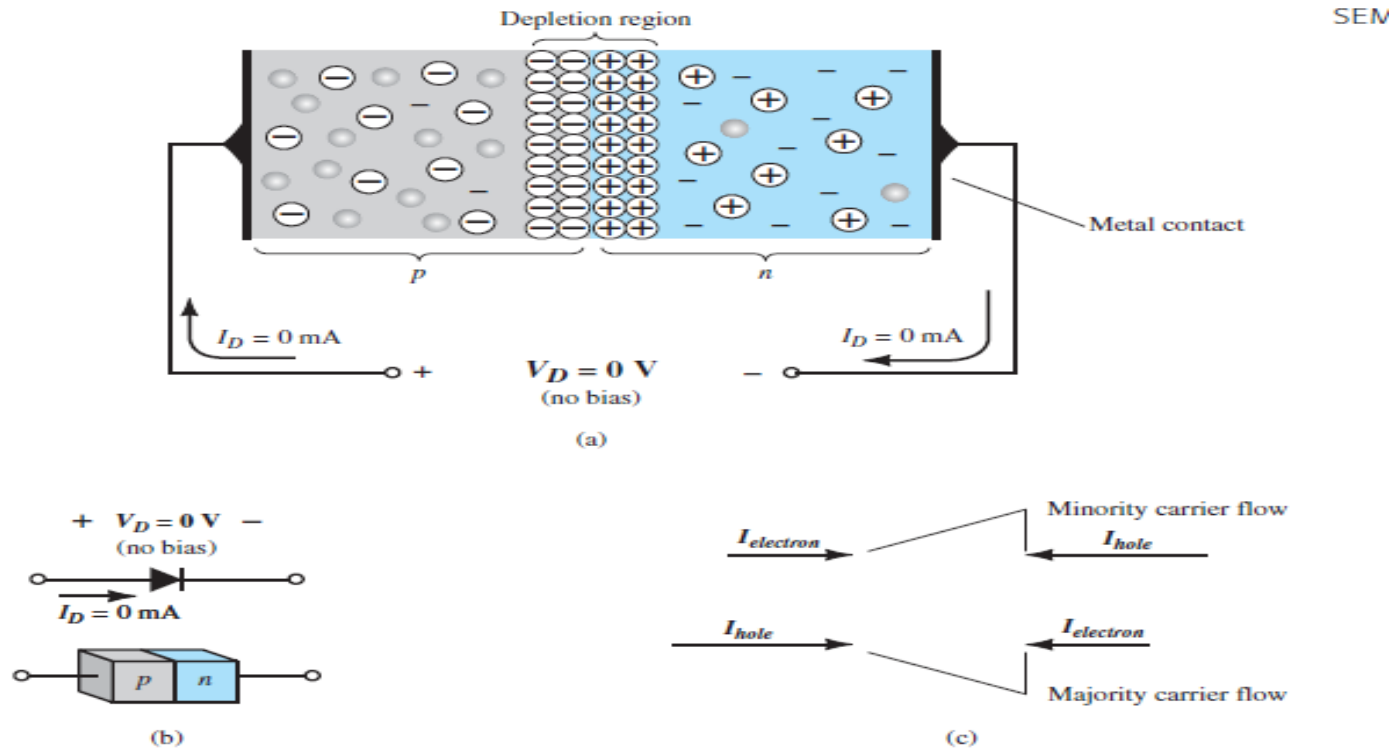 SEM
Depletion region
Metal contact
p
n
I_D = 0 mA
I_D = 0 mA
+ V_D = 0 V −
(no bias)
(a)
+ V_D = 0 V −
(no bias)
I_D = 0 mA
p
n
(b)
Minority carrier flow
I_electron
I_hole
I_hole
I_electron
Majority carrier flow
(c)